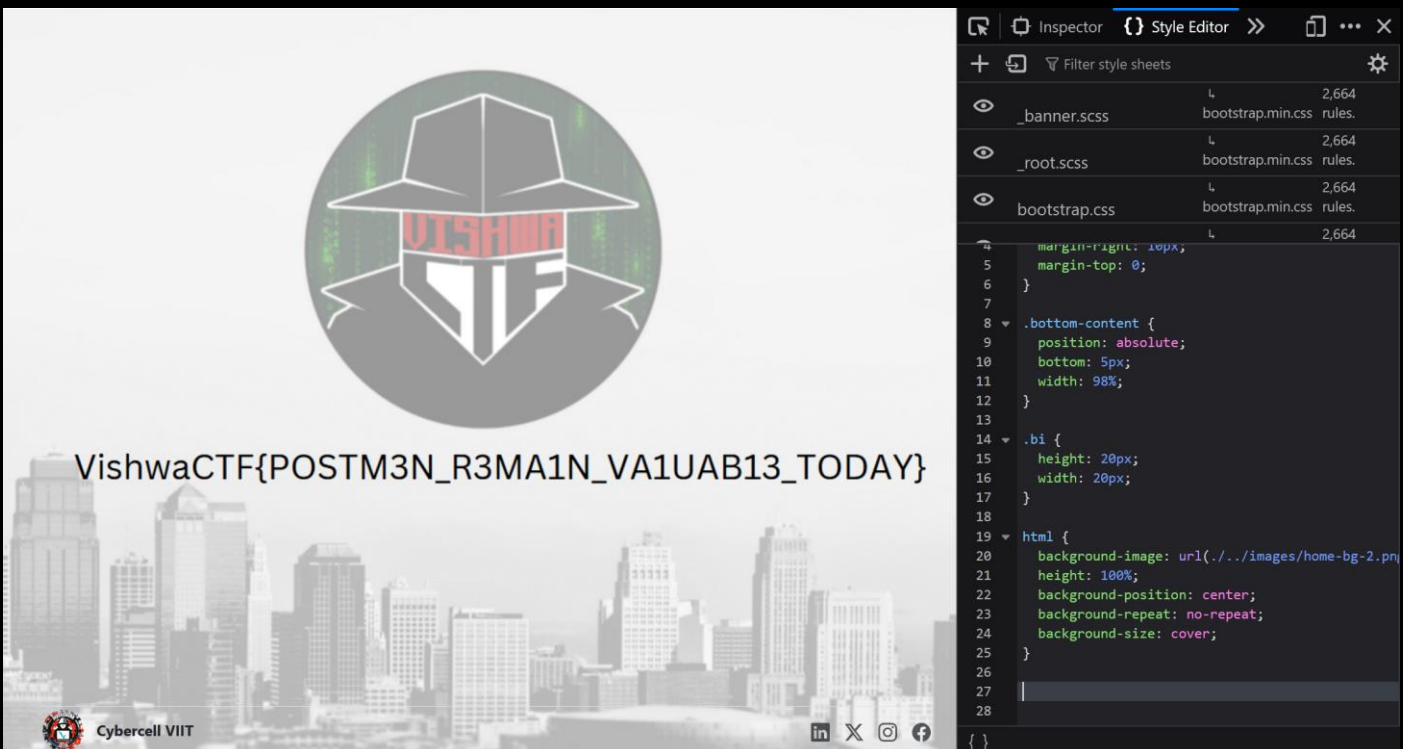 VISHWA
CTF
VishwaCTF{POSTM3N_R3MA1N_VA1UAB13_TODAY}
Cybercell VIIT
Inspector {} Style Editor
Filter style sheets
_banner.scss ↳ bootstrap.min.css 2,664 rules.
_root.scss ↳ bootstrap.min.css 2,664 rules.
bootstrap.css ↳ bootstrap.min.css 2,664 rules.
↳ 2,664
4 margin-right: 10px;
5 margin-top: 0;
6 }
7
8 .bottom-content {
9 position: absolute;
10 bottom: 5px;
11 width: 98%;
12 }
13
14 .bi {
15 height: 20px;
16 width: 20px;
17 }
18
19 html {
20 background-image: url(./../images/home-bg-2.pn
21 height: 100%;
22 background-position: center;
23 background-repeat: no-repeat;
24 background-size: cover;
25 }
26
27
28
{ }